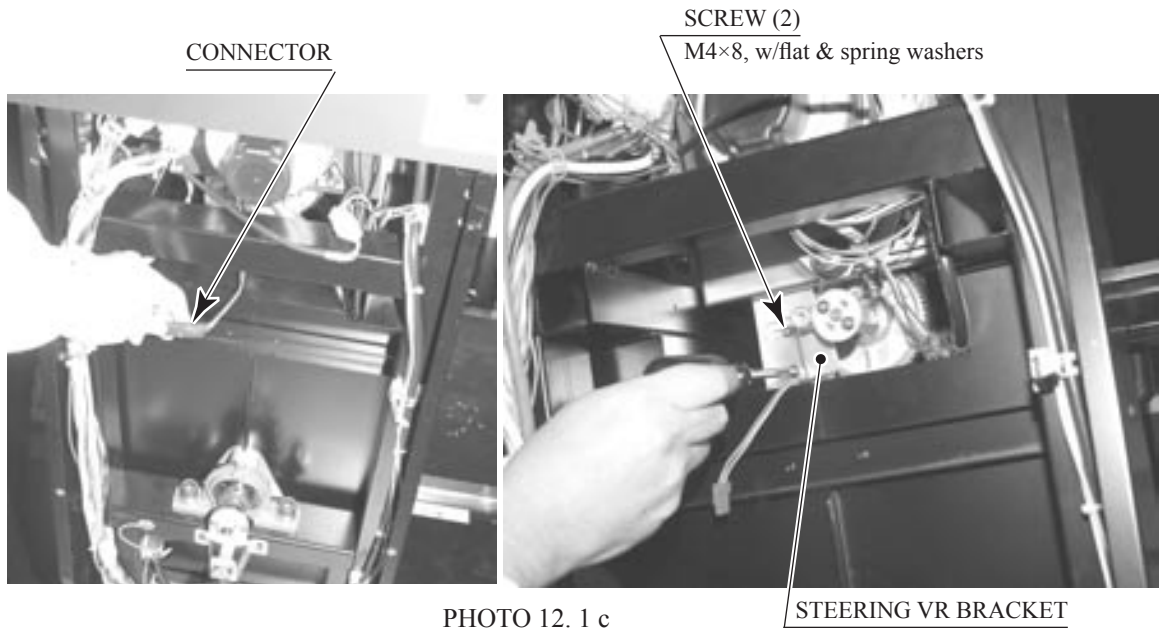 CONNECTOR
SCREW (2)
M4×8, w/flat & spring washers
PHOTO 12. 1 c
STEERING VR BRACKET